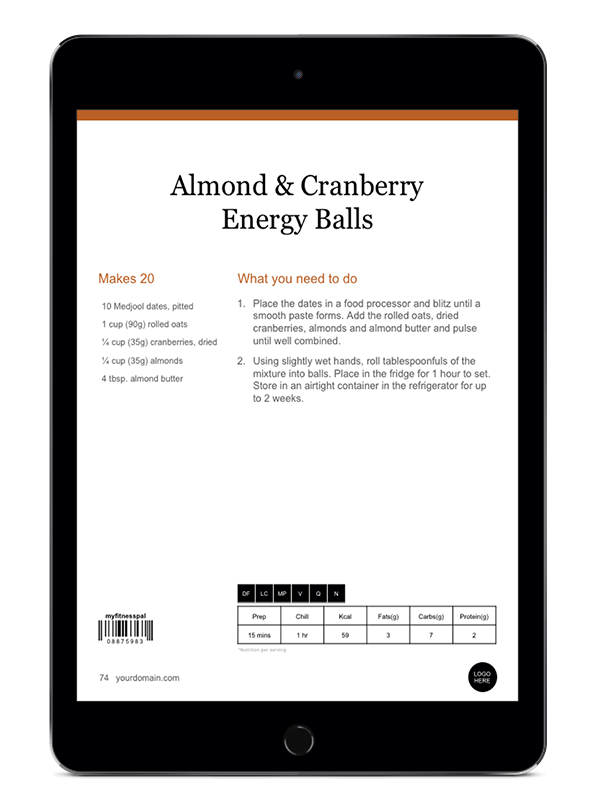 Almond & Cranberry
Energy Balls
Makes 20
10 Medjool dates, pitted
1 cup (90g) rolled oats
¼ cup (35g) cranberries, dried
¼ cup (35g) almonds
4 tbsp. almond butter
What you need to do
1. Place the dates in a food processor and blitz until a
smooth paste forms. Add the rolled oats, dried
cranberries, almonds and almond butter and pulse
until well combined.
2. Using slightly wet hands, roll tablespoonfuls of the
mixture into balls. Place in the fridge for 1 hour to set.
Store in an airtight container in the refrigerator for up
to 2 weeks.
DF LC MP V Q N
Prep Chill Kcal Fats(g) Carbs(g) Protein(g)
15 mins 1 hr 59 3 7 2
*Nutrition per serving
myfitnesspal
08875983
74 yourdomain.com
LOGO
HERE